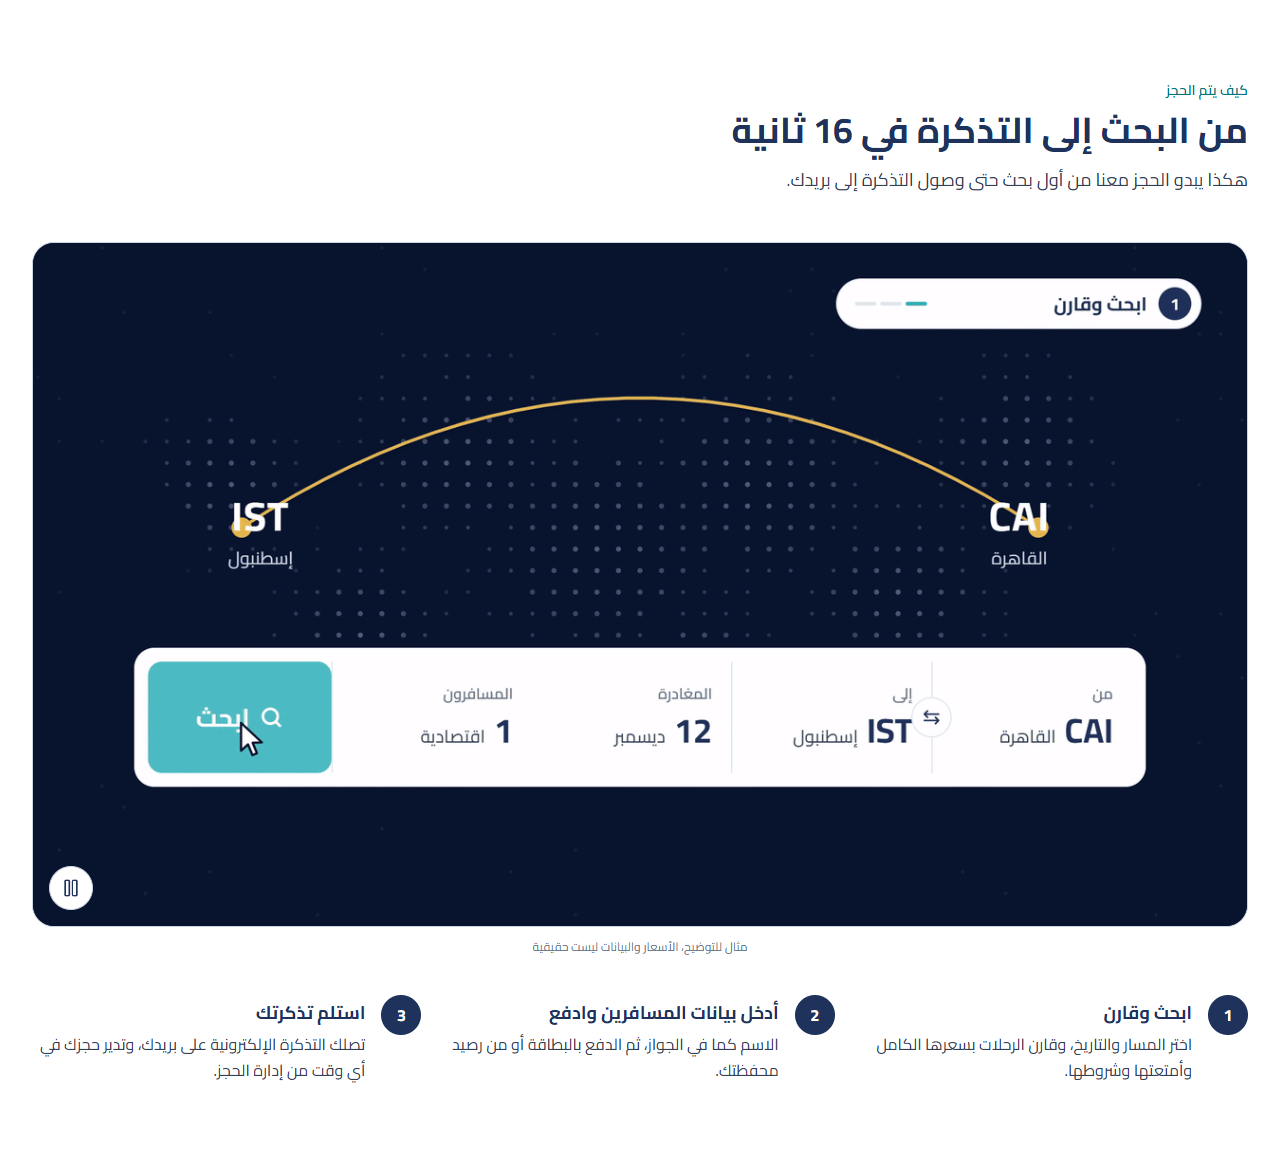 كيف يتم الحجز
من البحث إلى التذكرة في 16 ثانية
هكذا يبدو الحجز معنا من أول بحث حتى وصول التذكرة إلى بريدك.
1 ابحث وقارن
CAI
القاهرة
IST
إسطنبول
من
CAI القاهرة
إلى
IST إسطنبول
المغادرة
12 ديسمبر
المسافرون
1 اقتصادية
ابحث
مثال للتوضيح، الأسعار والبيانات ليست حقيقية
1 ابحث وقارن
اختر المسار والتاريخ، وقارن الرحلات بسعرها الكامل
وأمتعتها وشروطها.
2 أدخل بيانات المسافرين وادفع
الاسم كما في الجواز، ثم الدفع بالبطاقة أو من رصيد
محفظتك.
3 استلم تذكرتك
تصلك التذكرة الإلكترونية على بريدك، وتدير حجزك في
أي وقت من إدارة الحجز.